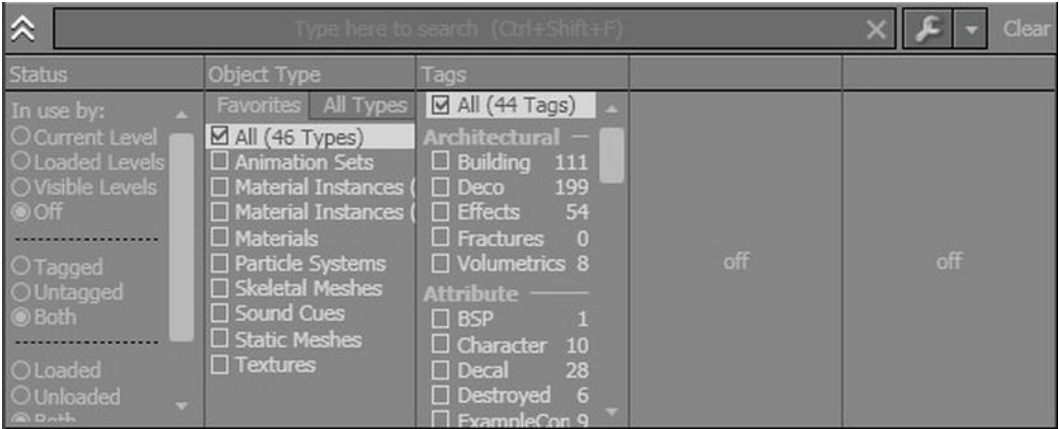 Type here to search (Ctrl+Shift+F)
Clear
Status
Object Type
Tags
In use by:
Current Level
Loaded Levels
Visible Levels
Off
Tagged
Untagged
Both
Loaded
Unloaded
Both
Favorites
All Types
All (46 Types)
Animation Sets
Material Instances (
Material Instances (
Materials
Particle Systems
Skeletal Meshes
Sound Cues
Static Meshes
Textures
All (44 Tags)
Architectural
Building 111
Deco 199
Effects 54
Fractures 0
Volumetrics 8
Attribute
BSP 1
Character 10
Decal 28
Destroyed 6
ExampleCon 9
off
off